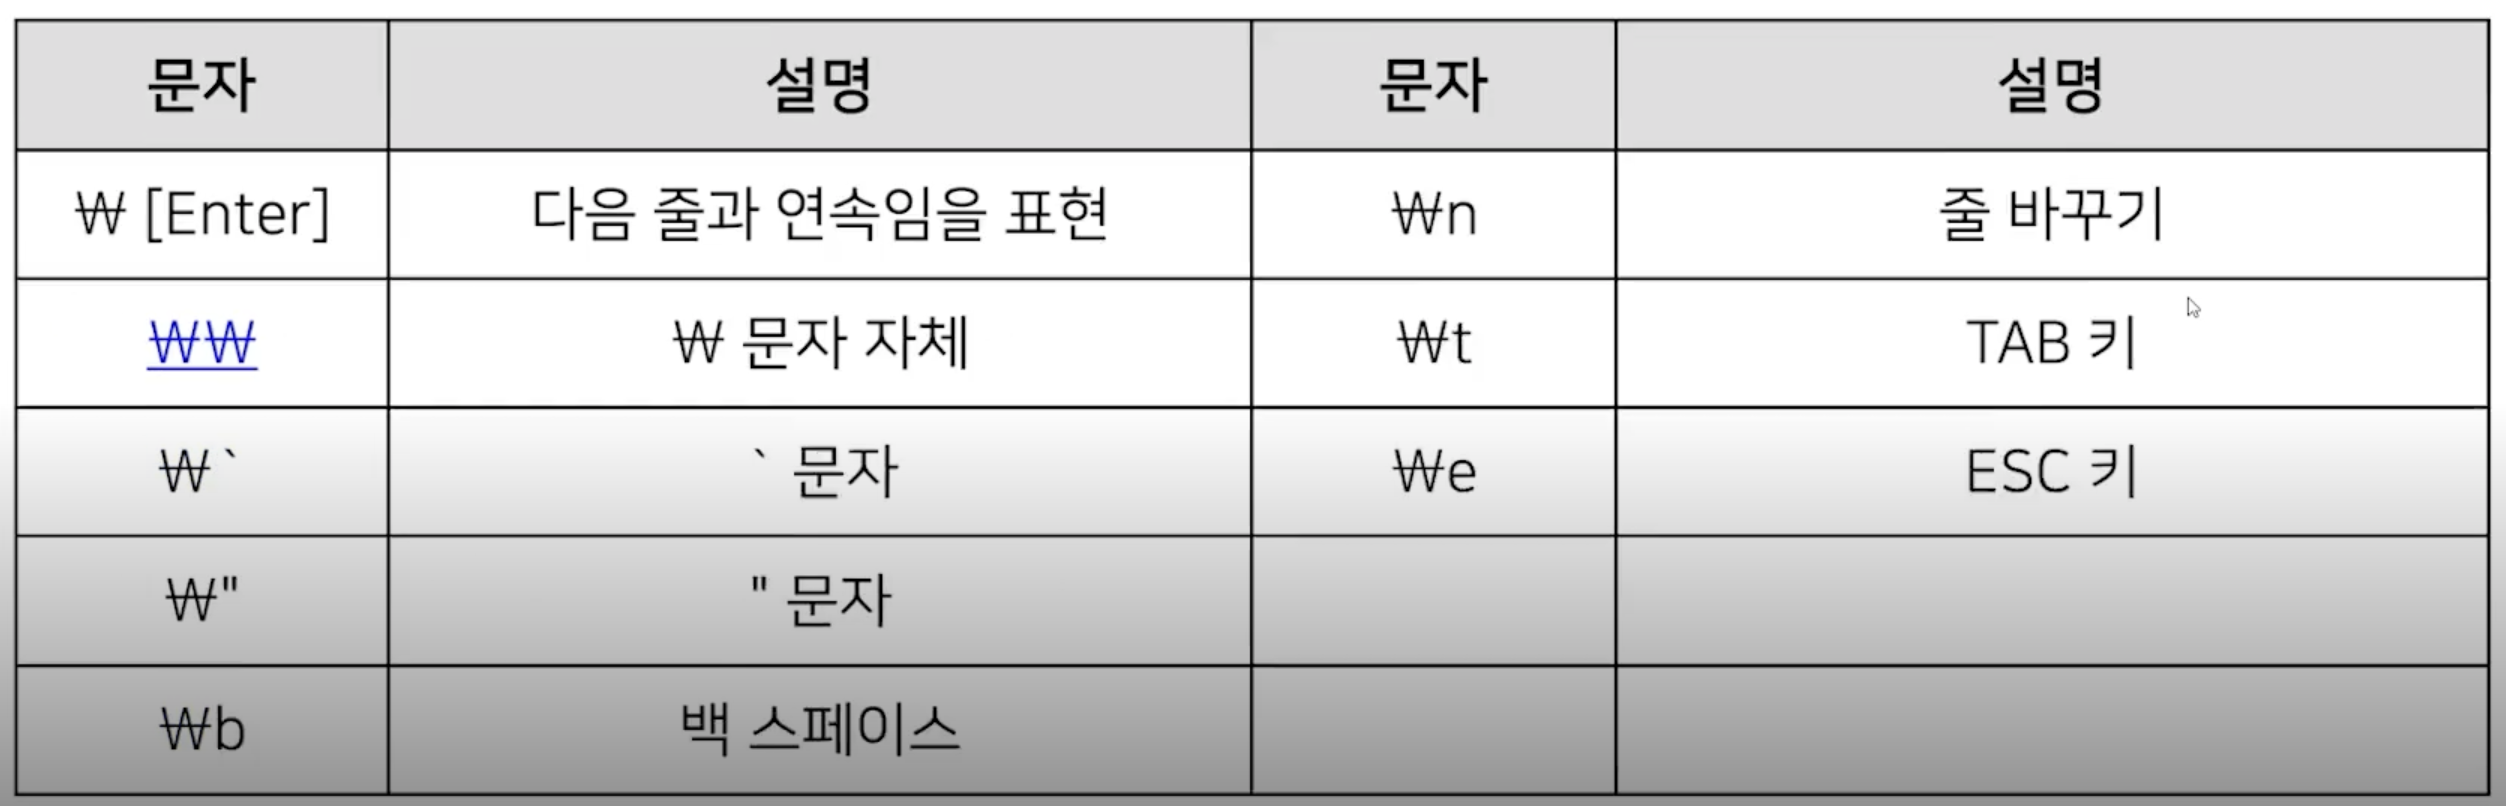 문자 설명 문자 설명
₩ [Enter] 다음 줄과 연속임을 표현 ₩n 줄 바꾸기
₩₩ ₩ 문자 자체 ₩t TAB 키
₩` ` 문자 ₩e ESC 키
₩" " 문자
₩b 백 스페이스